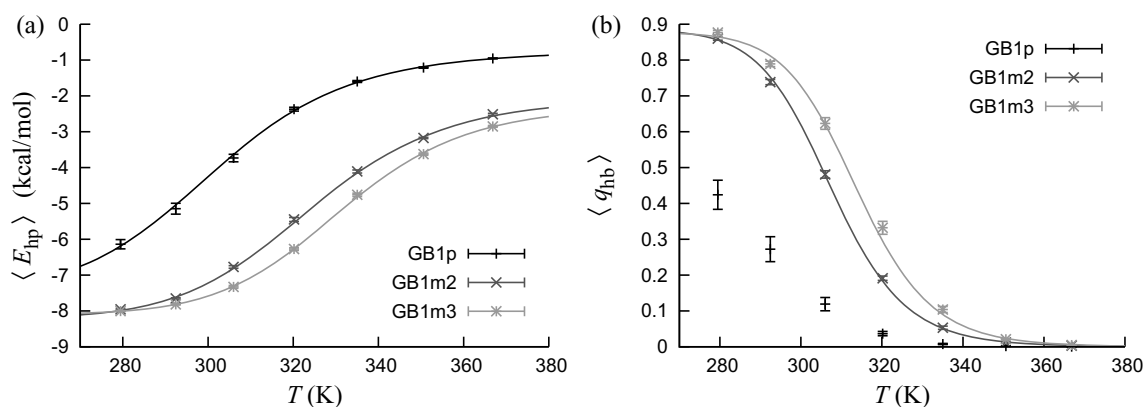 (a)
0
-1
-2
-3
-4
-5
-6
-7
-8
-9
⟨ E_hp ⟩ (kcal/mol)
GB1p
GB1m2
GB1m3
280 300 320 340 360 380
T (K)
(b)
0.9
0.8
0.7
0.6
0.5
0.4
0.3
0.2
0.1
0
⟨ q_hb ⟩
GB1p
GB1m2
GB1m3
280 300 320 340 360 380
T (K)